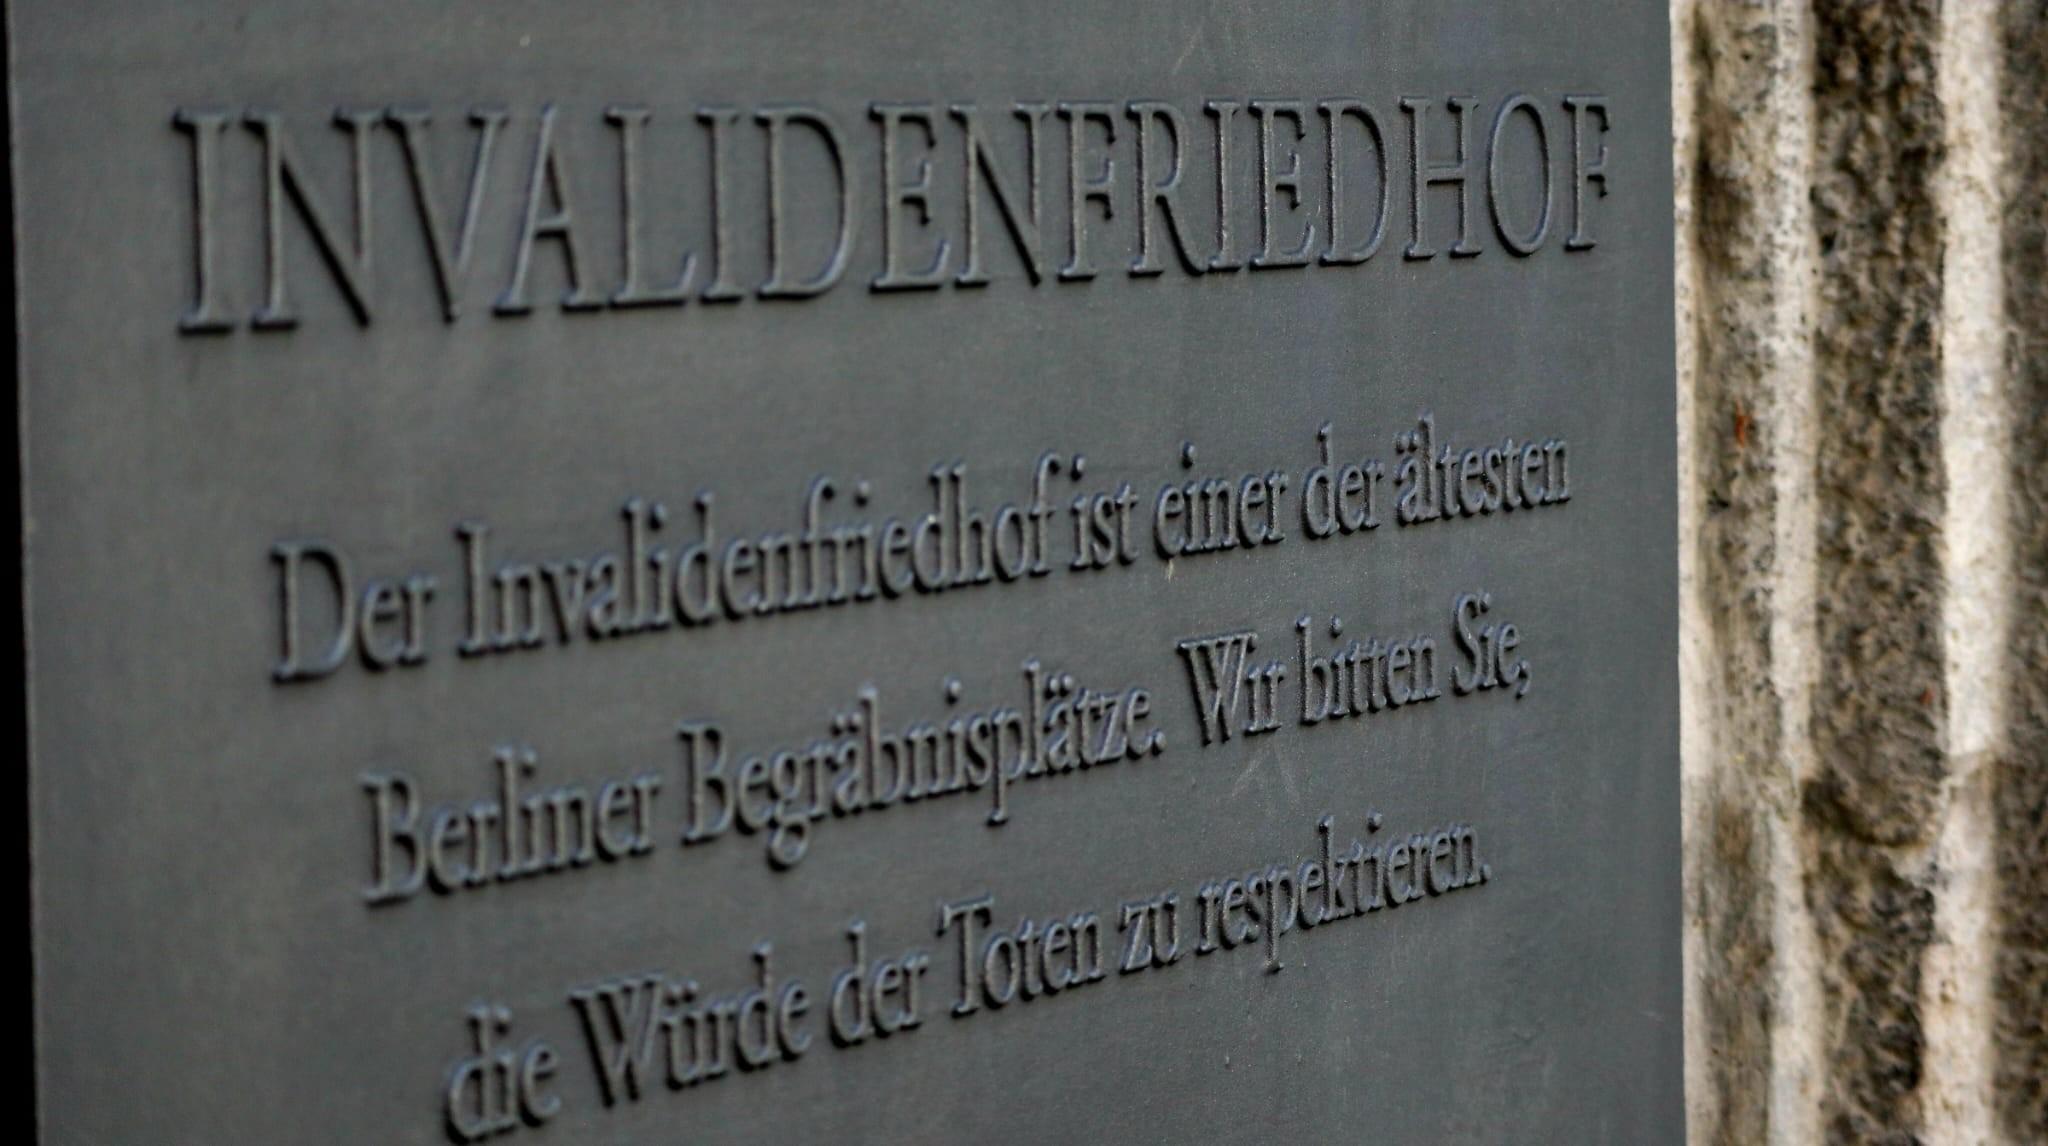 INVALIDENFRIEDHOF
Der Invalidenfriedhof ist einer der ältesten
Berliner Begräbnisplätze. Wir bitten Sie,
die Würde der Toten zu respektieren.